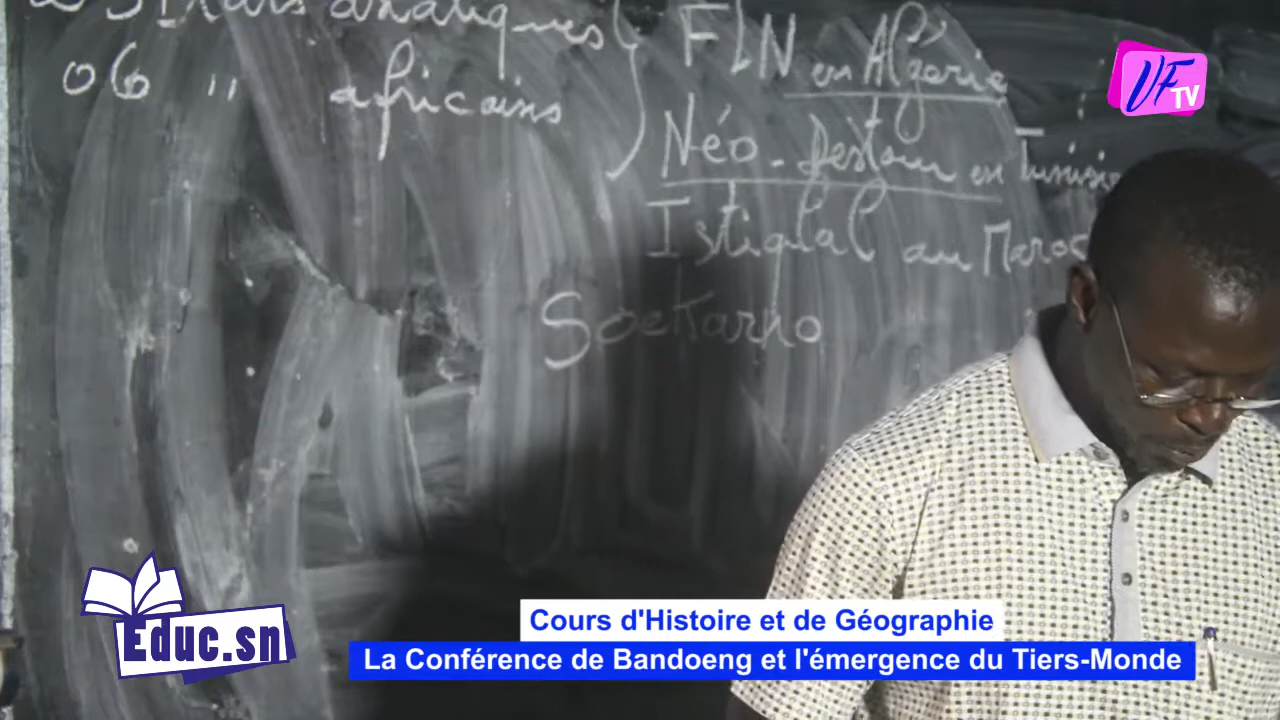 asiatiques
06 " africains
FLN en Algérie
Néo-Destour en Tunisie
Istiqlal au Maroc
Soekarno
VF TV
Educ.sn
Cours d'Histoire et de Géographie
La Conférence de Bandoeng et l'émergence du Tiers-Monde